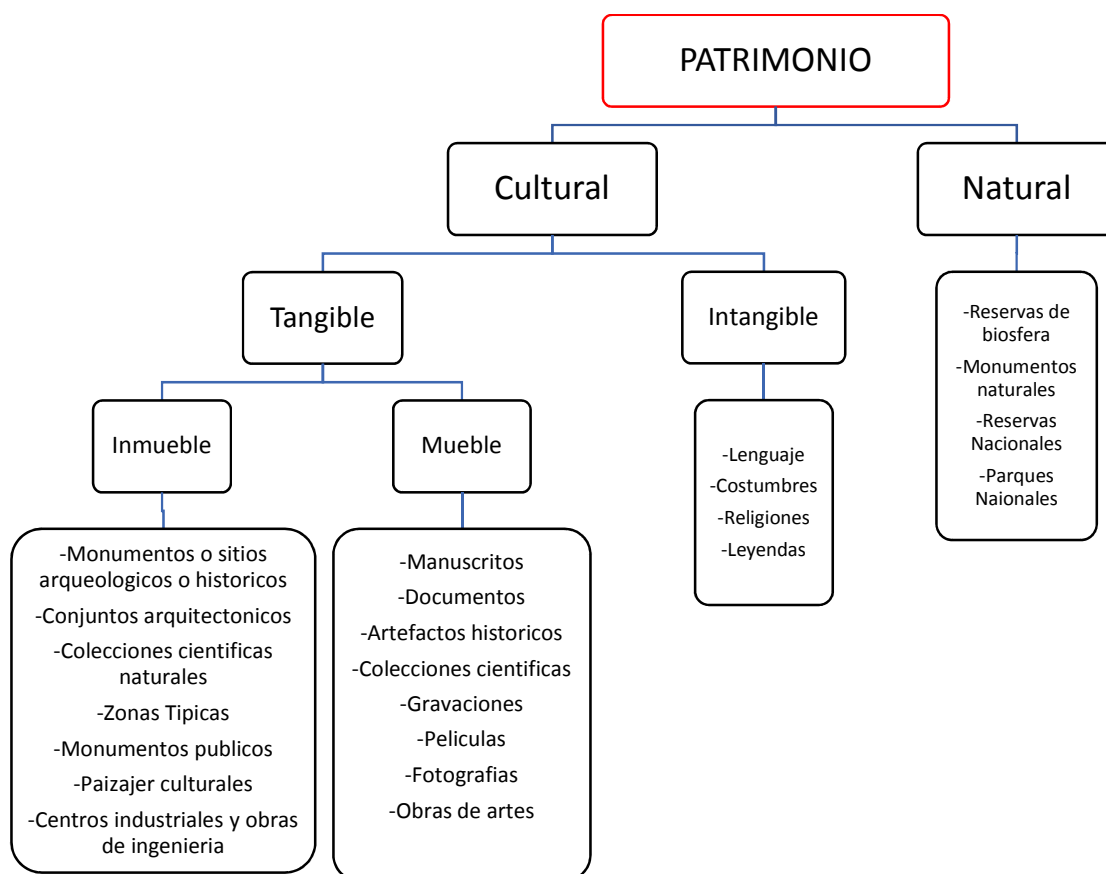 PATRIMONIO
Cultural
Natural
Tangible
Intangible
-Reservas de
biosfera
-Monumentos
naturales
-Reservas
Nacionales
-Parques
Naionales
Inmueble
Mueble
-Lenguaje
-Costumbres
-Religiones
-Leyendas
-Monumentos o sitios
arqueologicos o historicos
-Conjuntos arquitectonicos
-Colecciones cientificas
naturales
-Zonas Tipicas
-Monumentos publicos
-Paizajer culturales
-Centros industriales y obras
de ingenieria
-Manuscritos
-Documentos
-Artefactos historicos
-Colecciones cientificas
-Gravaciones
-Peliculas
-Fotografias
-Obras de artes